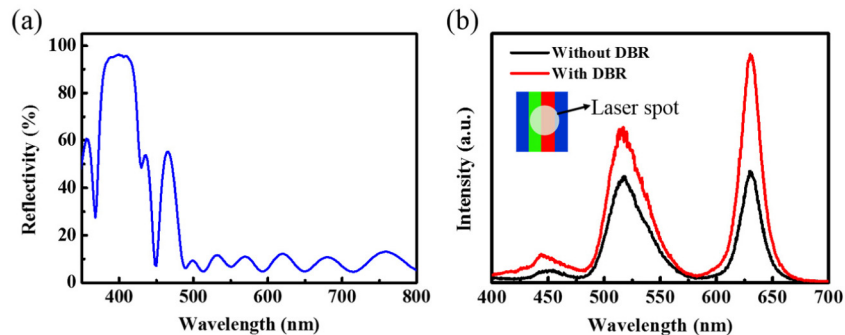 (a)
100
80
60
40
20
0
Reflectivity (%)
400 500 600 700 800
Wavelength (nm)
(b)
Without DBR
With DBR
Laser spot
Intensity (a.u.)
400 450 500 550 600 650 700
Wavelength (nm)